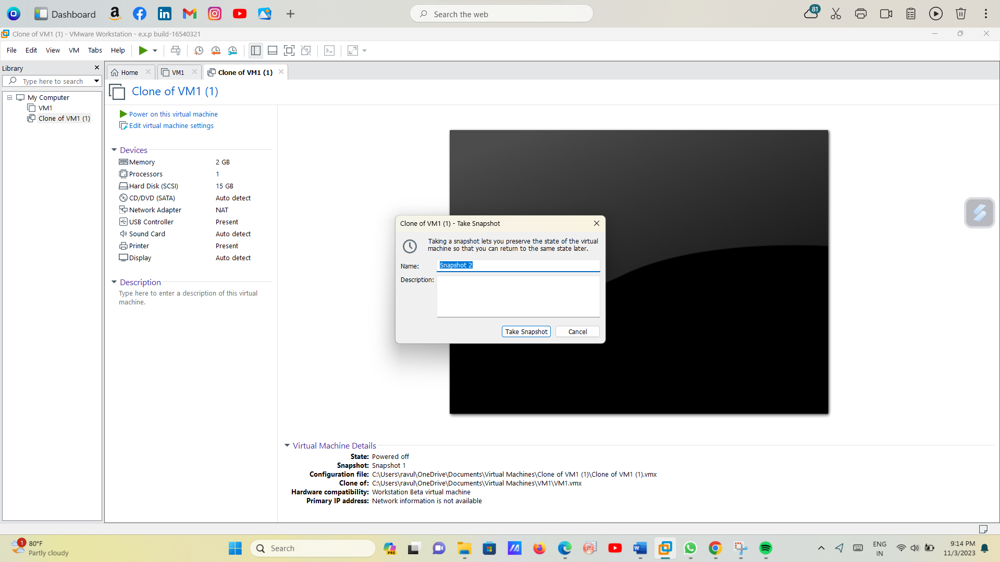 Dashboard
Search the web
81
Clone of VM1 (1) - VMware Workstation - e.x.p build-16540321
File Edit View VM Tabs Help
Library
Type here to search
My Computer
VM1
Clone of VM1 (1)
Home
VM1
Clone of VM1 (1)
Clone of VM1 (1)
Power on this virtual machine
Edit virtual machine settings
Devices
Memory 2 GB
Processors 1
Hard Disk (SCSI) 15 GB
CD/DVD (SATA) Auto detect
Network Adapter NAT
USB Controller Present
Sound Card Auto detect
Printer Present
Display Auto detect
Description
Type here to enter a description of this virtual
machine.
Clone of VM1 (1) - Take Snapshot
Taking a snapshot lets you preserve the state of the virtual
machine so that you can return to the same state later.
Name: Snapshot 2
Description:
Take Snapshot Cancel
Virtual Machine Details
State: Powered off
Snapshot: Snapshot 1
Configuration file: C:\Users\ravul\OneDrive\Documents\Virtual Machines\Clone of VM1 (1)\Clone of VM1 (1).vmx
Clone of: C:\Users\ravul\OneDrive\Documents\Virtual Machines\VM1\VM1.vmx
Hardware compatibility: Workstation Beta virtual machine
Primary IP address: Network information is not available
1
80°F
Partly cloudy
Search
PRE
ENG
IN
9:14 PM
11/3/2023